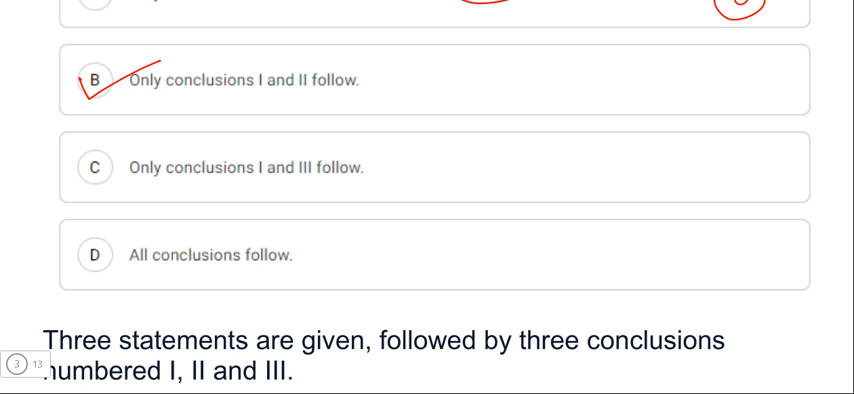 B Only conclusions I and II follow.
C Only conclusions I and III follow.
D All conclusions follow.
Three statements are given, followed by three conclusions
numbered I, II and III.
3 13